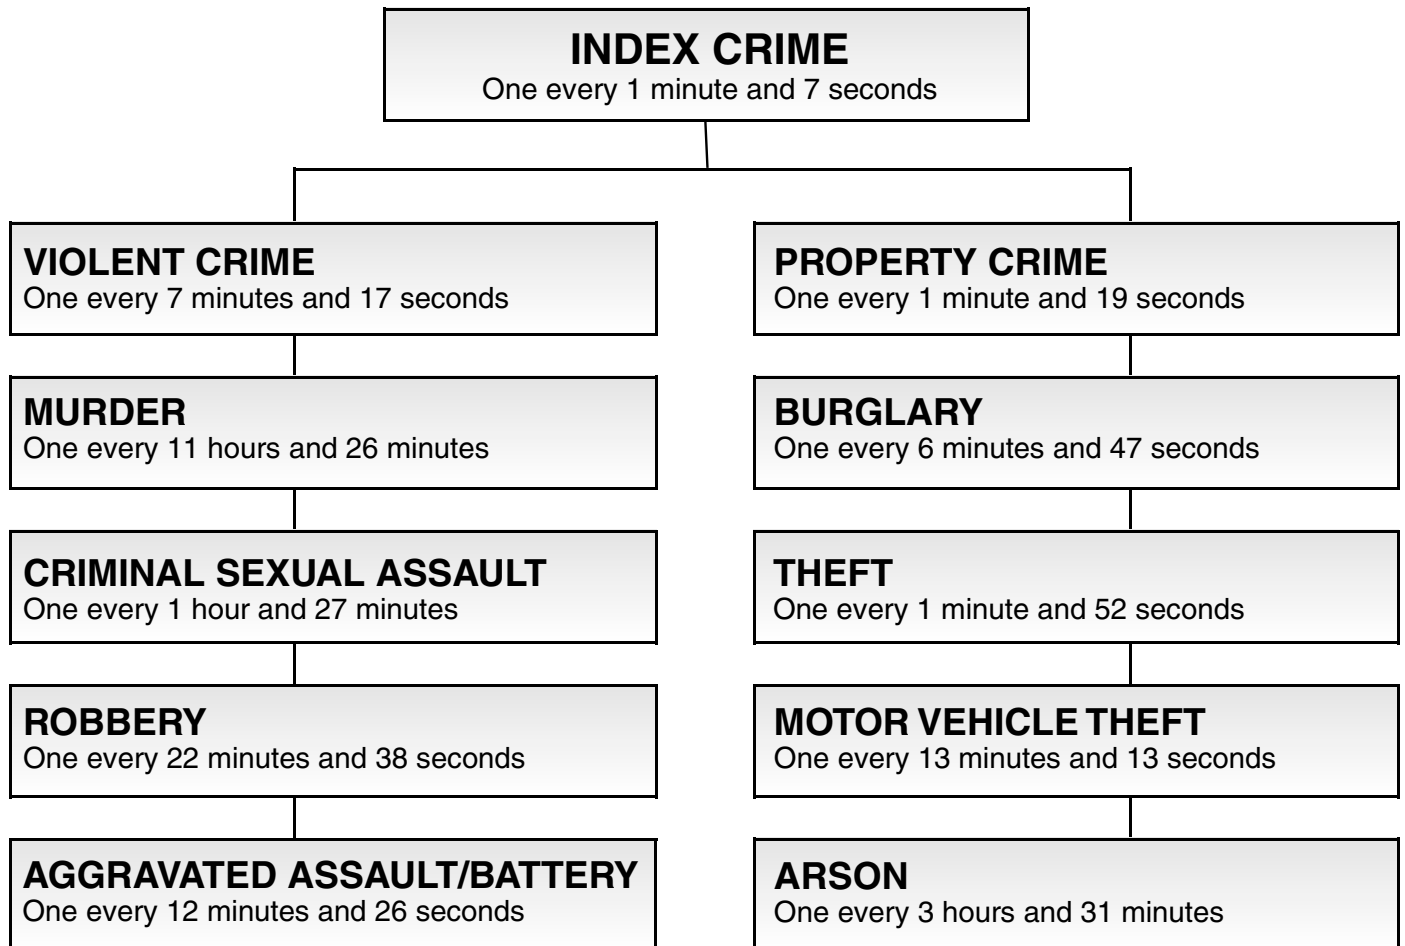 INDEX CRIME
One every 1 minute and 7 seconds
VIOLENT CRIME
One every 7 minutes and 17 seconds
MURDER
One every 11 hours and 26 minutes
CRIMINAL SEXUAL ASSAULT
One every 1 hour and 27 minutes
ROBBERY
One every 22 minutes and 38 seconds
AGGRAVATED ASSAULT/BATTERY
One every 12 minutes and 26 seconds
PROPERTY CRIME
One every 1 minute and 19 seconds
BURGLARY
One every 6 minutes and 47 seconds
THEFT
One every 1 minute and 52 seconds
MOTOR VEHICLE THEFT
One every 13 minutes and 13 seconds
ARSON
One every 3 hours and 31 minutes